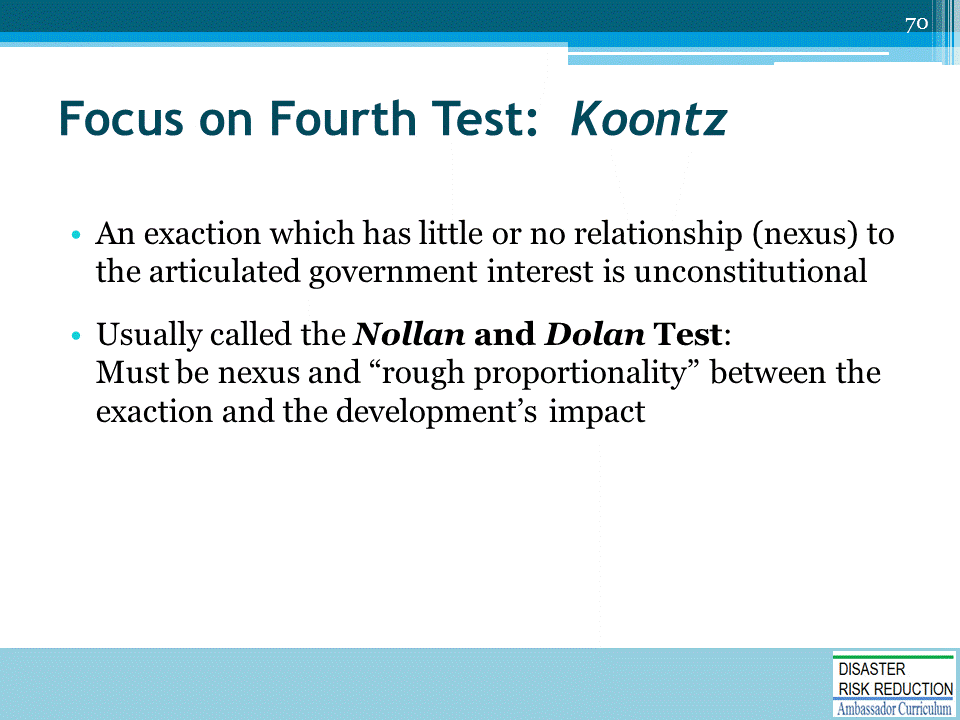 70
Focus on Fourth Test: Koontz
• An exaction which has little or no relationship (nexus) to
the articulated government interest is unconstitutional
• Usually called the Nollan and Dolan Test:
Must be nexus and “rough proportionality” between the
exaction and the development’s impact
DISASTER
RISK REDUCTION
Ambassador Curriculum